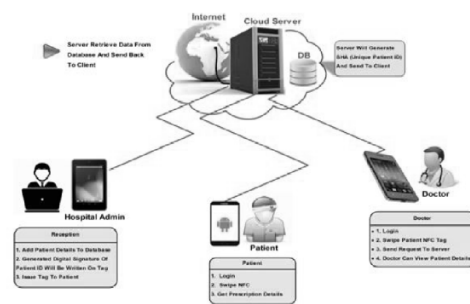 Internet
Cloud Server
Server Retrieve Data From
Database And Send Back
To Client
DB
Server Will Generate
SHA (Unique Patient ID)
And Send To Client
Hospital Admin
Reception
1. Add Patient Details To Database
2. Generated Digital Signature Of
Patient ID Will Be Written On Tag
3. Issue Tag To Patient
Patient
Patient
1. Login
2. Swipe NFC
3. Get Prescription Details
Doctor
Doctor
1. Login
2. Swipe Patient NFC Tag
3. Send Request To Server
4. Doctor Can View Patient Details